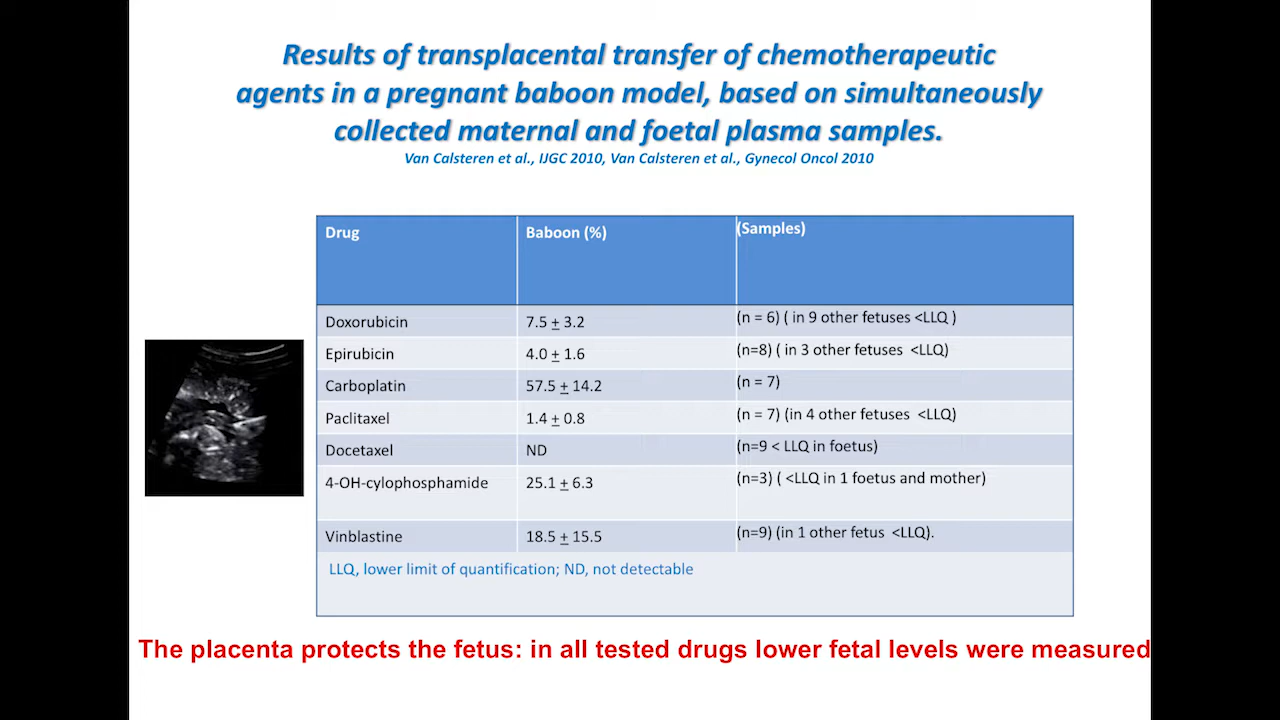 Results of transplacental transfer of chemotherapeutic
agents in a pregnant baboon model, based on simultaneously
collected maternal and foetal plasma samples.
Van Calsteren et al., IJGC 2010, Van Calsteren et al., Gynecol Oncol 2010
Drug Baboon (%) (Samples)
Doxorubicin 7.5 ± 3.2 (n = 6) ( in 9 other fetuses <LLQ )
Epirubicin 4.0 ± 1.6 (n=8) ( in 3 other fetuses <LLQ)
Carboplatin 57.5 ± 14.2 (n = 7)
Paclitaxel 1.4 ± 0.8 (n = 7) (in 4 other fetuses <LLQ)
Docetaxel ND (n=9 < LLQ in foetus)
4-OH-cylophosphamide 25.1 ± 6.3 (n=3) ( <LLQ in 1 foetus and mother)
Vinblastine 18.5 ± 15.5 (n=9) (in 1 other fetus <LLQ).
LLQ, lower limit of quantification; ND, not detectable
The placenta protects the fetus: in all tested drugs lower fetal levels were measured